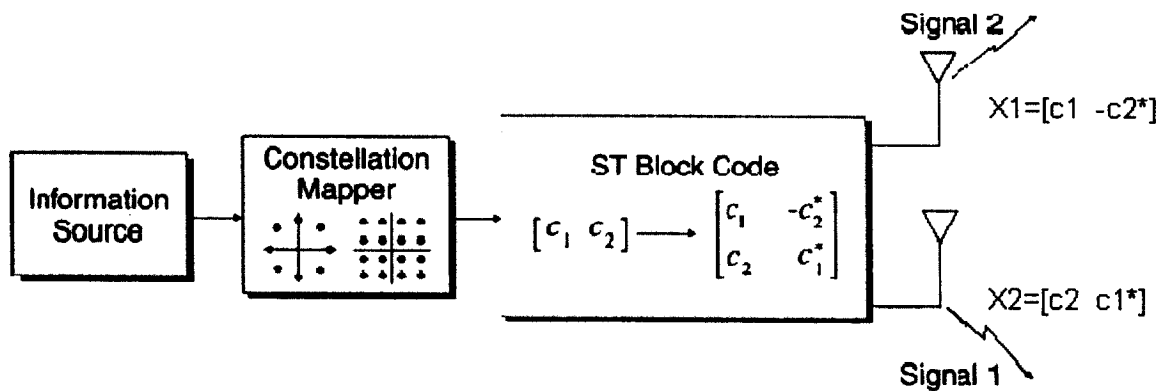 Signal 2
X1=[c1 -c2*]
Information
Source
Constellation
Mapper
ST Block Code
[c₁ c₂]
c₁ -c₂*
c₂ c₁*
X2=[c2 c1*]
Signal 1